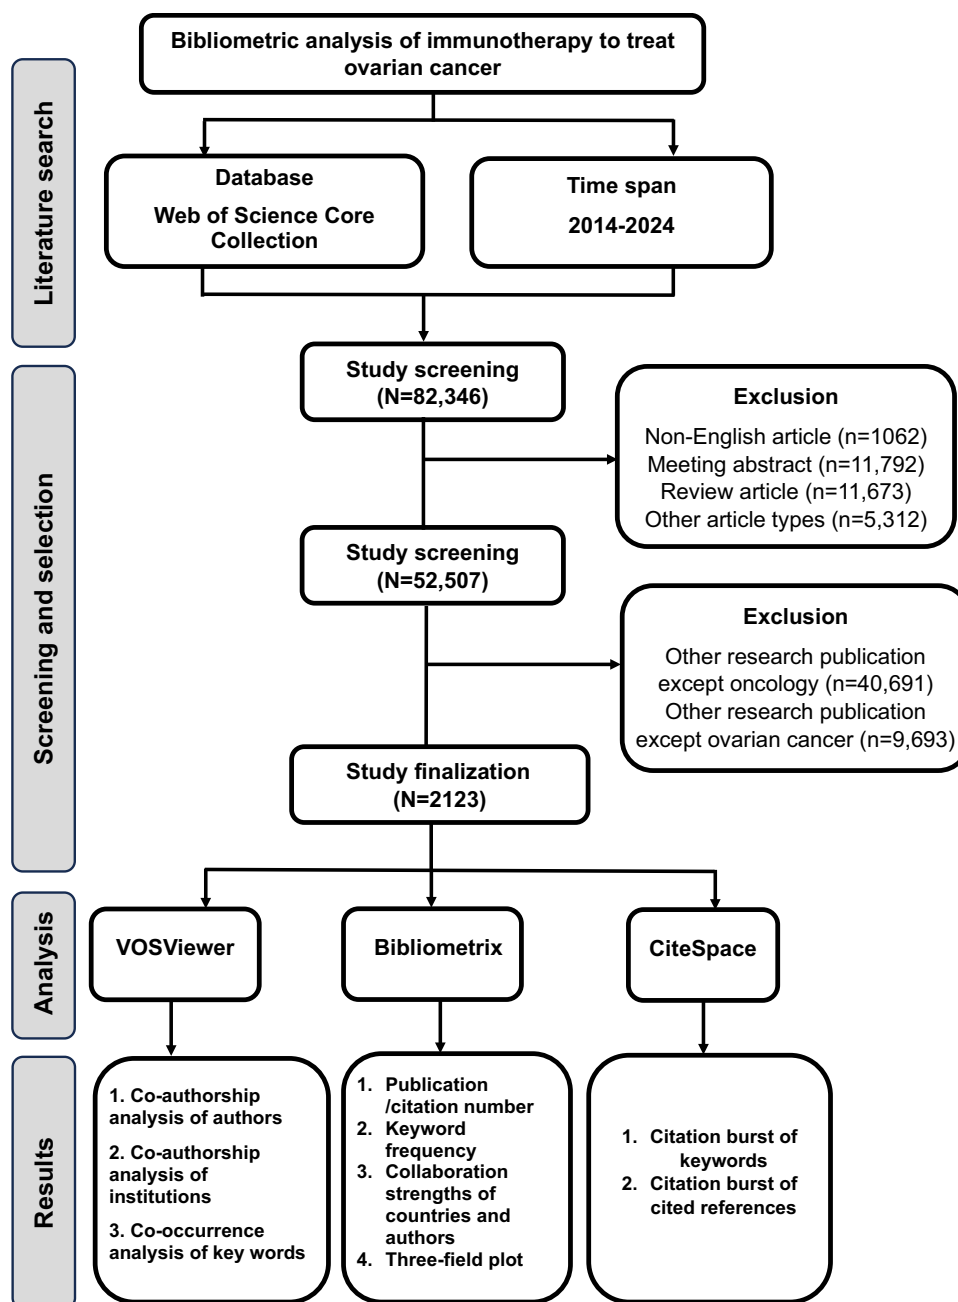 Bibliometric analysis of immunotherapy to treat
ovarian cancer
Literature search
Database
Web of Science Core
Collection
Time span
2014-2024
Screening and selection
Study screening
(N=82,346)
Exclusion
Non-English article (n=1062)
Meeting abstract (n=11,792)
Review article (n=11,673)
Other article types (n=5,312)
Study screening
(N=52,507)
Exclusion
Other research publication
except oncology (n=40,691)
Other research publication
except ovarian cancer (n=9,693)
Study finalization
(N=2123)
Analysis
VOSViewer
Bibliometrix
CiteSpace
Results
1. Co-authorship
analysis of authors
2. Co-authorship
analysis of
institutions
3. Co-occurrence
analysis of key words
1. Publication
/citation number
2. Keyword
frequency
3. Collaboration
strengths of
countries and
authors
4. Three-field plot
1. Citation burst of
keywords
2. Citation burst of
cited references